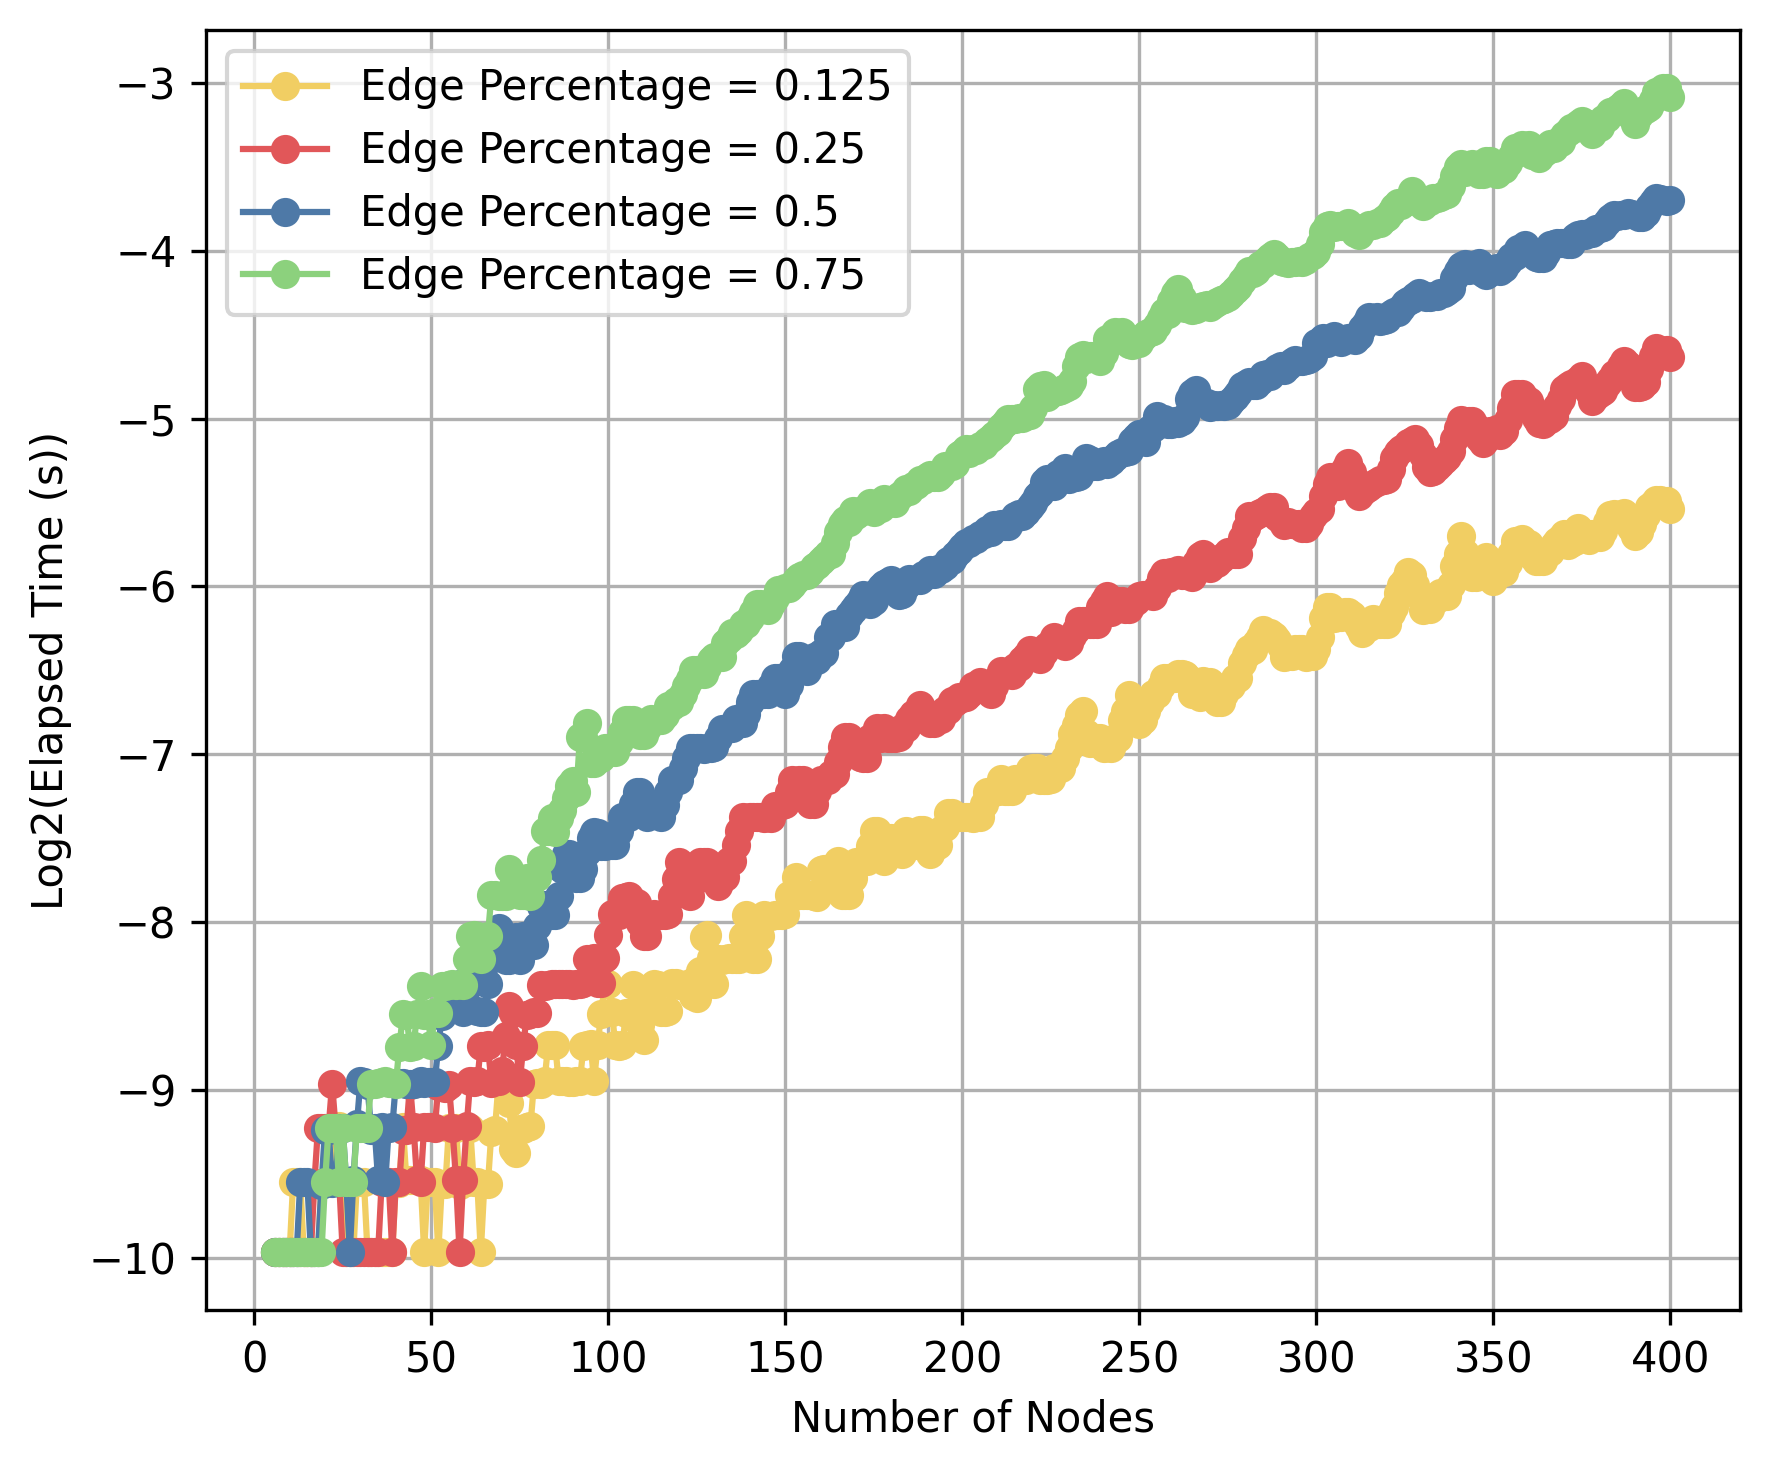 Edge Percentage = 0.125
Edge Percentage = 0.25
Edge Percentage = 0.5
Edge Percentage = 0.75
−3
−4
−5
−6
−7
−8
−9
−10
Log2(Elapsed Time (s))
0 50 100 150 200 250 300 350 400
Number of Nodes